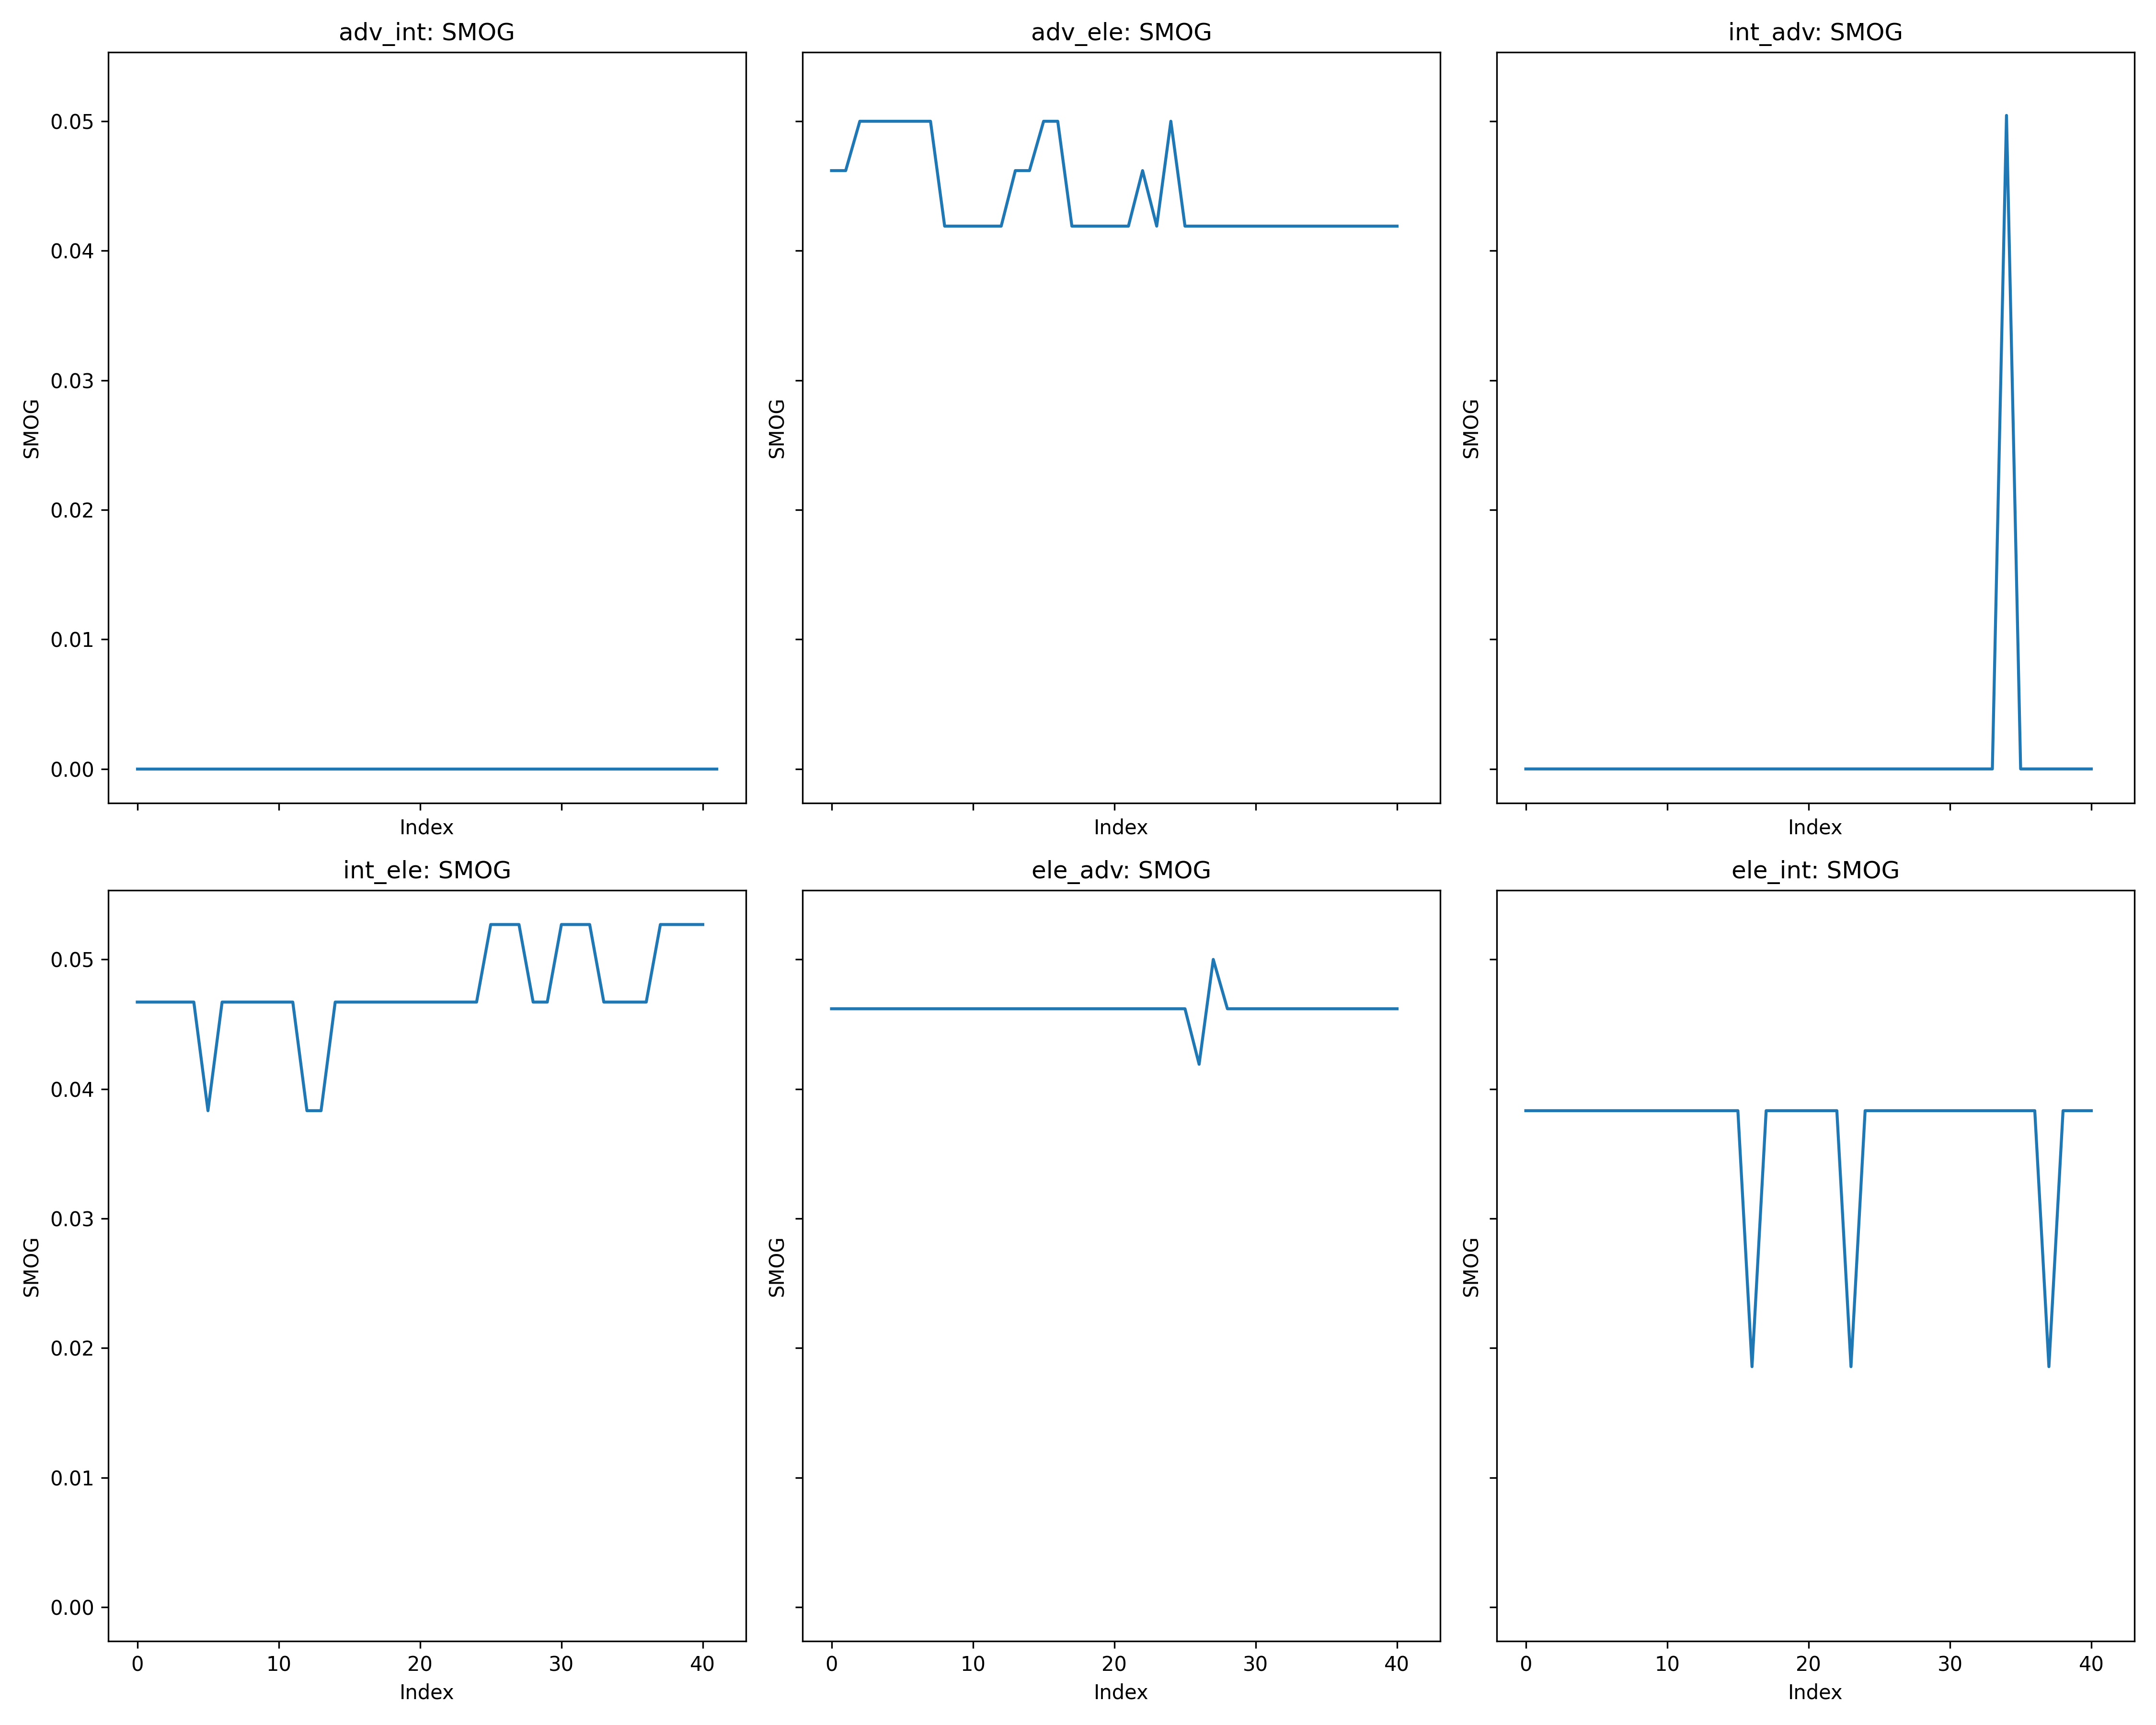 adv_int: SMOG
adv_ele: SMOG
int_adv: SMOG
0.05
0.04
0.03
0.02
0.01
0.00
SMOG
SMOG
SMOG
Index
Index
Index
int_ele: SMOG
ele_adv: SMOG
ele_int: SMOG
0.05
0.04
0.03
0.02
0.01
0.00
SMOG
SMOG
SMOG
0 10 20 30 40
0 10 20 30 40
0 10 20 30 40
Index
Index
Index